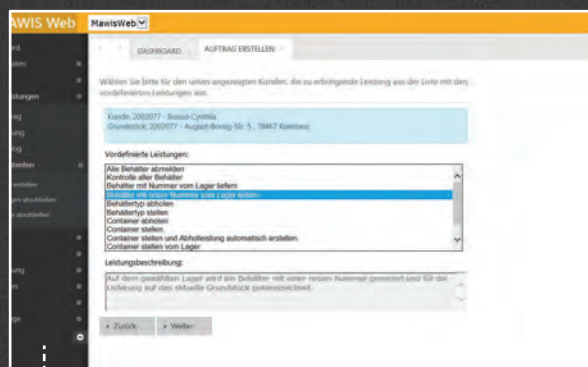 AWIS Web
MawisWeb
DASHBOARD
AUFTRAG ERSTELLEN
Wählen Sie bitte für den unten angezeigten Kunden, die zu erbringende Leistung aus der Liste mit den
vordefinierten Leistungen aus.
Kunde, 2002077 - Bossio Cynthia
Grundstück, 2002077 - August-Borsig-Str. 5, 78467 Konstanz
Vordefinierte Leistungen:
Alle Behälter abmelden
Kontrolle aller Behälter
Behälter mit Nummer vom Lager liefern
Behälter mit neuer Nummer vom Lager liefern
Behältertyp abholen
Behältertyp stellen
Container abholen
Container stellen
Container stellen und Abholleistung automatisch erstellen
Container stellen vom Lager
Leistungsbeschreibung:
Auf dem gewählten Lager wird ein Behälter mit einer neuen Nummer generiert und für die
Lieferung auf das aktuelle Grundstück gekennzeichnet.
Zurück
Weiter